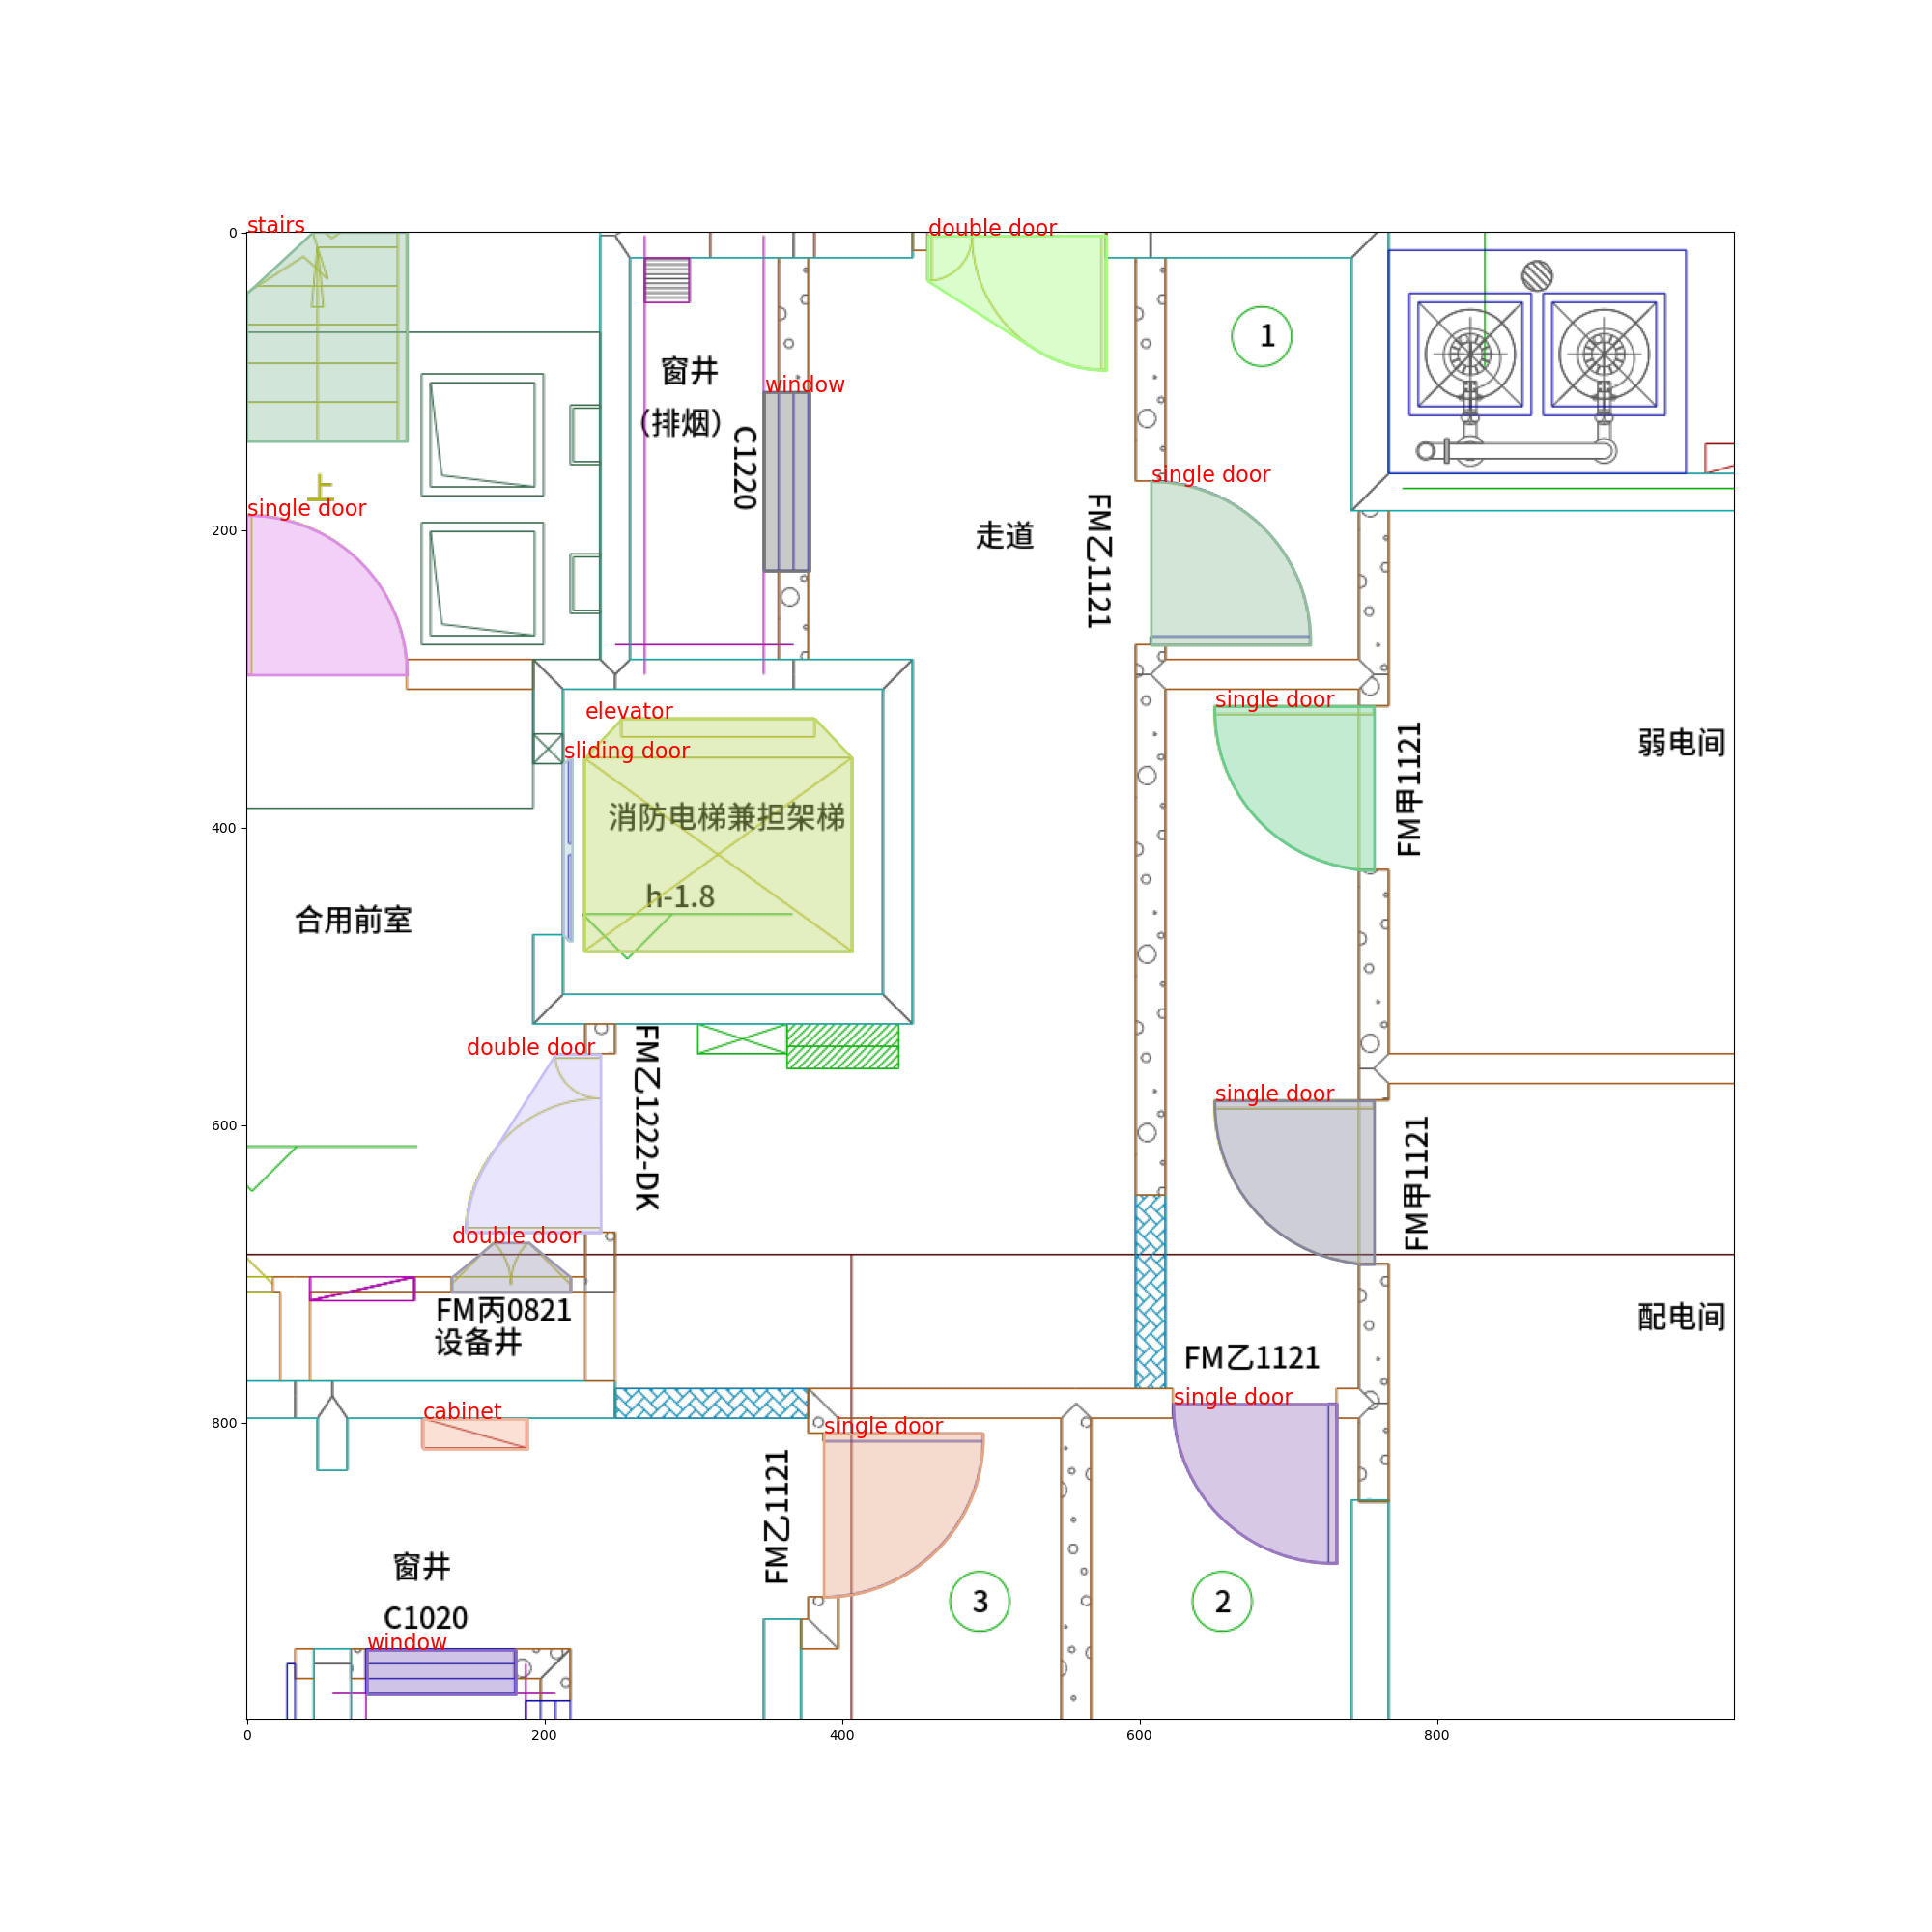 stairs
double door
0
1
窗井
window
(排烟)
C1220
上
single door
single door
走道
FM乙1121
200
single door
elevator
sliding door
弱电间
FM甲1121
消防电梯兼担架梯
400
h-1.8
合用前室
double door
FM乙1222-DK
single door
600
FM甲1121
double door
FM丙0821
设备井
配电间
FM乙1121
single door
cabinet
single door
800
FM乙1121
窗井
3
2
C1020
window
0
200
400
600
800